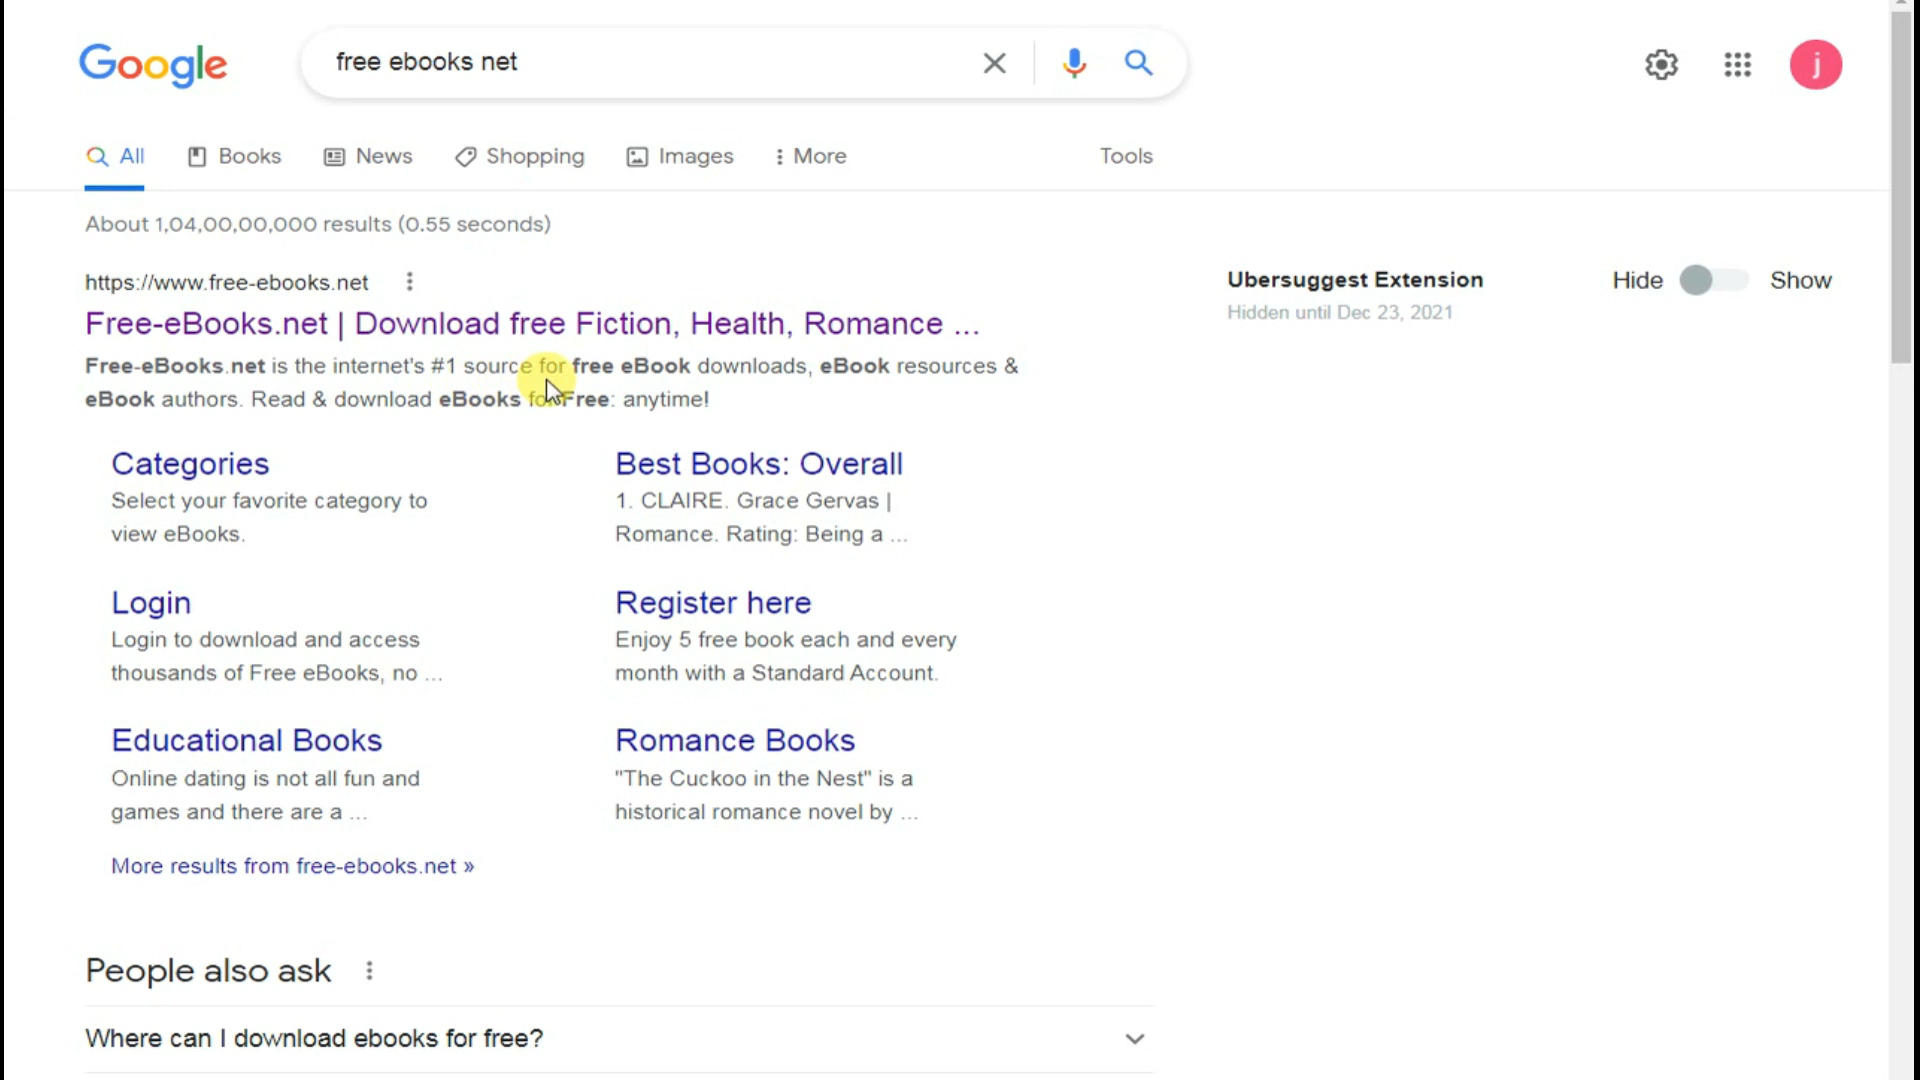 Google
free ebooks net
j
All
Books
News
Shopping
Images
More
Tools
About 1,04,00,00,000 results (0.55 seconds)
https://www.free-ebooks.net
Free-eBooks.net | Download free Fiction, Health, Romance ...
Free-eBooks.net is the internet's #1 source for free eBook downloads, eBook resources &
eBook authors. Read & download eBooks for Free: anytime!
Categories
Select your favorite category to
view eBooks.
Best Books: Overall
1. CLAIRE. Grace Gervas |
Romance. Rating: Being a ...
Login
Login to download and access
thousands of Free eBooks, no ...
Register here
Enjoy 5 free book each and every
month with a Standard Account.
Educational Books
Online dating is not all fun and
games and there are a ...
Romance Books
"The Cuckoo in the Nest" is a
historical romance novel by ...
More results from free-ebooks.net »
People also ask
Where can I download ebooks for free?
Ubersuggest Extension
Hidden until Dec 23, 2021
Hide
Show